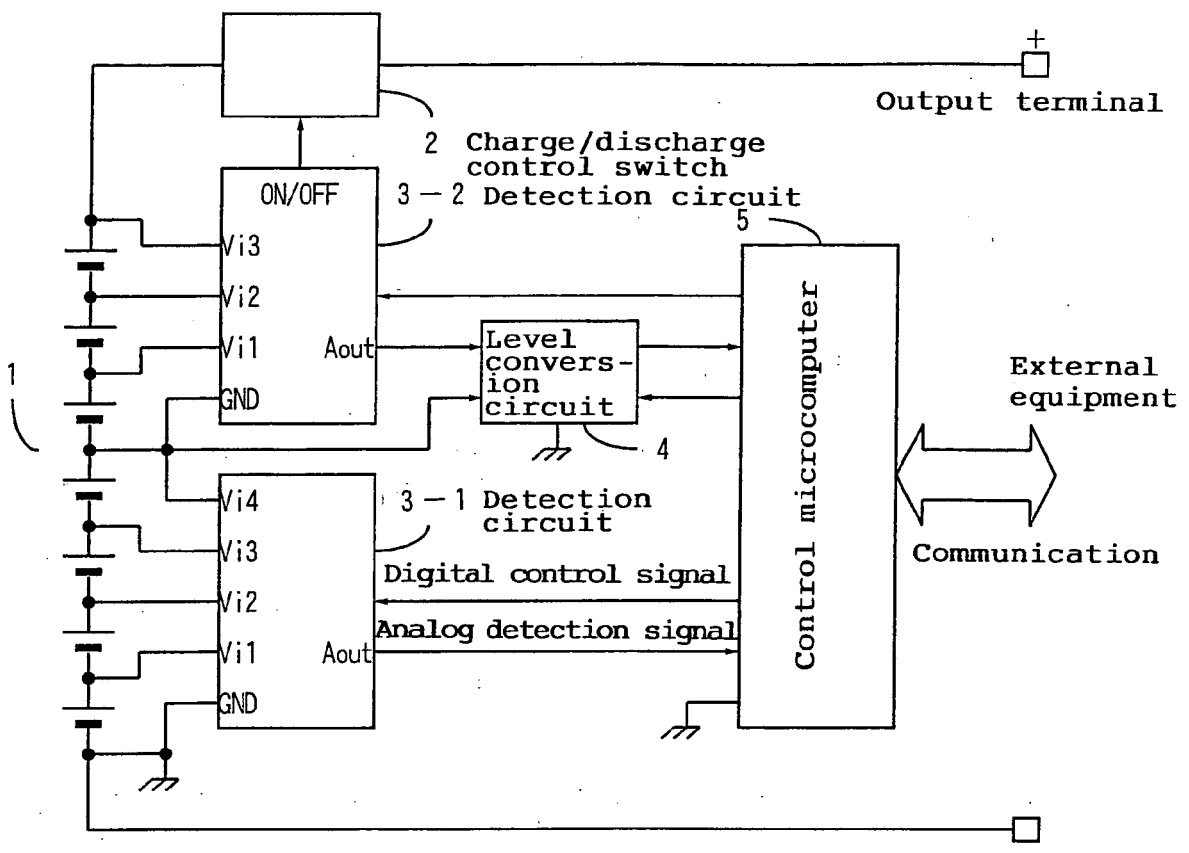 +
Output terminal
2 Charge/discharge
control switch
ON/OFF
3-2 Detection circuit
5
Vi3
Vi2
Vi1
Aout
GND
Level
convers-
ion
circuit
4
1
Control microcomputer
External
equipment
Communication
3-1 Detection
circuit
Vi4
Vi3
Digital control signal
Vi2
Analog detection signal
Vi1
Aout
GND